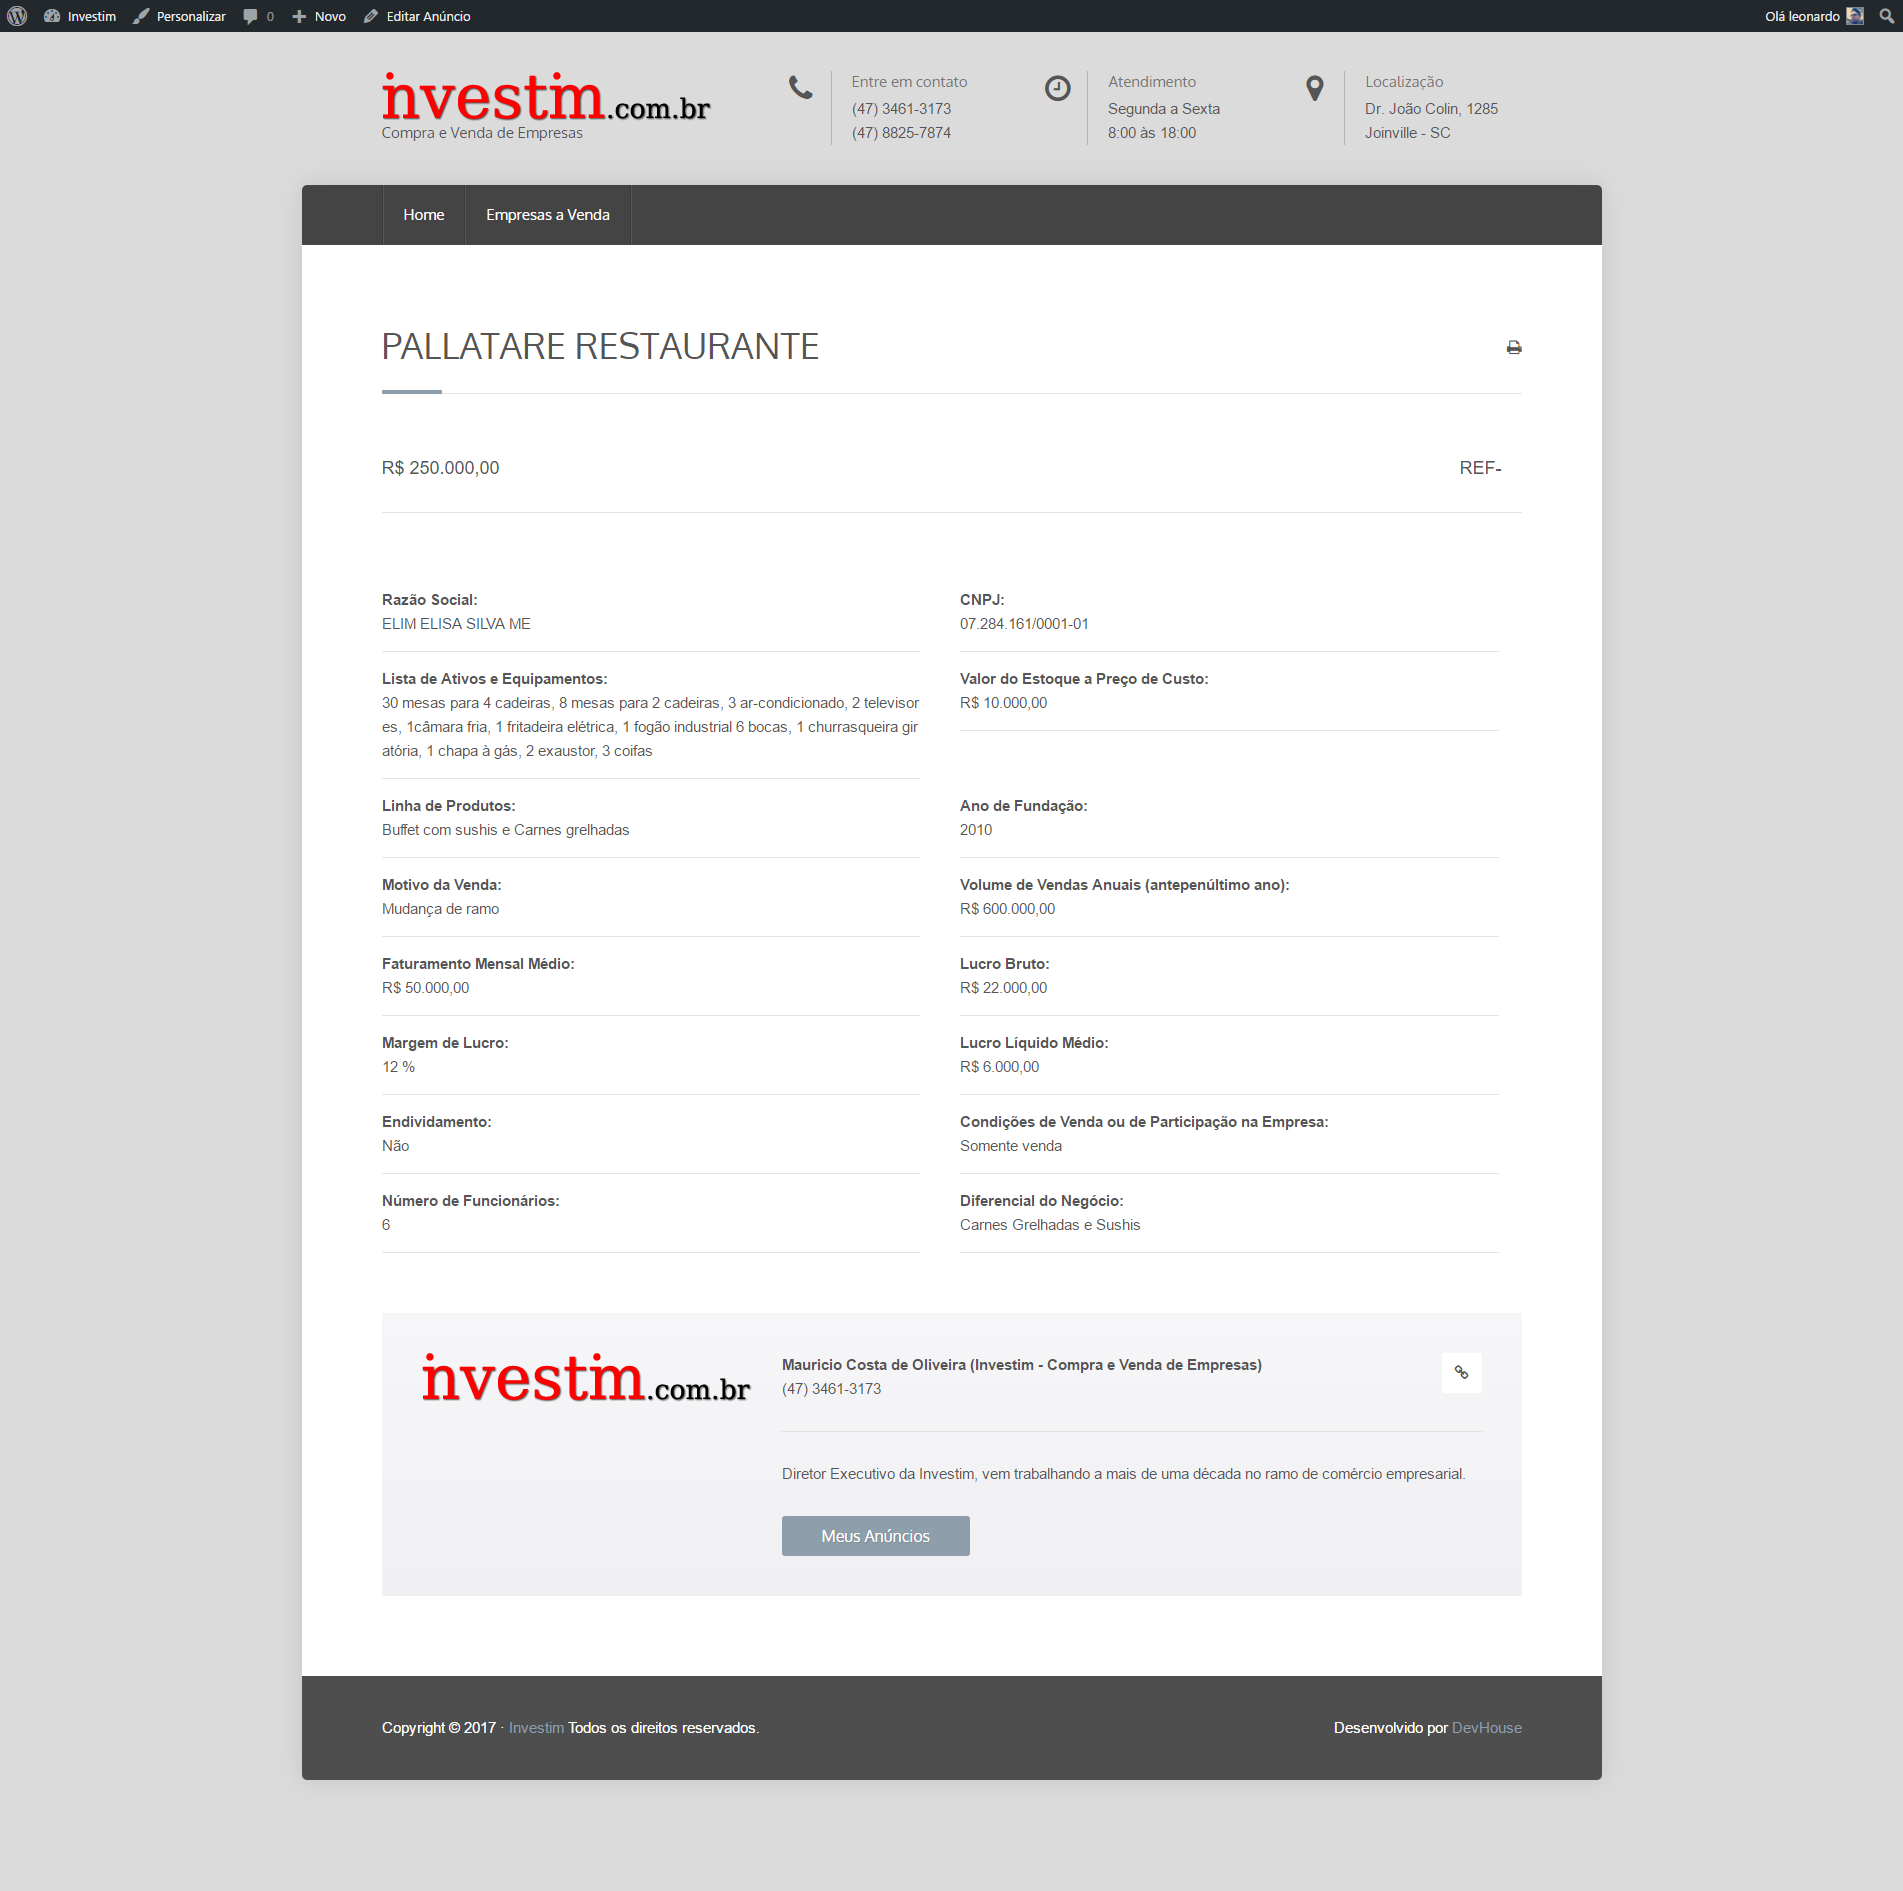 Investim
Personalizar
0
Novo
Editar Anúncio
Olá leonardo
investim.com.br
Compra e Venda de Empresas
Entre em contato
(47) 3461-3173
(47) 8825-7874
Atendimento
Segunda a Sexta
8:00 às 18:00
Localização
Dr. João Colin, 1285
Joinville - SC
Home
Empresas a Venda
PALLATARE RESTAURANTE
R$ 250.000,00
REF-
Razão Social:
ELIM ELISA SILVA ME
CNPJ:
07.284.161/0001-01
Lista de Ativos e Equipamentos:
30 mesas para 4 cadeiras, 8 mesas para 2 cadeiras, 3 ar-condicionado, 2 televisor
es, 1câmara fria, 1 fritadeira elétrica, 1 fogão industrial 6 bocas, 1 churrasqueira gir
atória, 1 chapa à gás, 2 exaustor, 3 coifas
Valor do Estoque a Preço de Custo:
R$ 10.000,00
Linha de Produtos:
Buffet com sushis e Carnes grelhadas
Ano de Fundação:
2010
Motivo da Venda:
Mudança de ramo
Volume de Vendas Anuais (antepenúltimo ano):
R$ 600.000,00
Faturamento Mensal Médio:
R$ 50.000,00
Lucro Bruto:
R$ 22.000,00
Margem de Lucro:
12 %
Lucro Líquido Médio:
R$ 6.000,00
Endividamento:
Não
Condições de Venda ou de Participação na Empresa:
Somente venda
Número de Funcionários:
6
Diferencial do Negócio:
Carnes Grelhadas e Sushis
investim.com.br
Mauricio Costa de Oliveira (Investim - Compra e Venda de Empresas)
(47) 3461-3173
Diretor Executivo da Investim, vem trabalhando a mais de uma década no ramo de comércio empresarial.
Meus Anúncios
Copyright © 2017 · Investim Todos os direitos reservados.
Desenvolvido por DevHouse